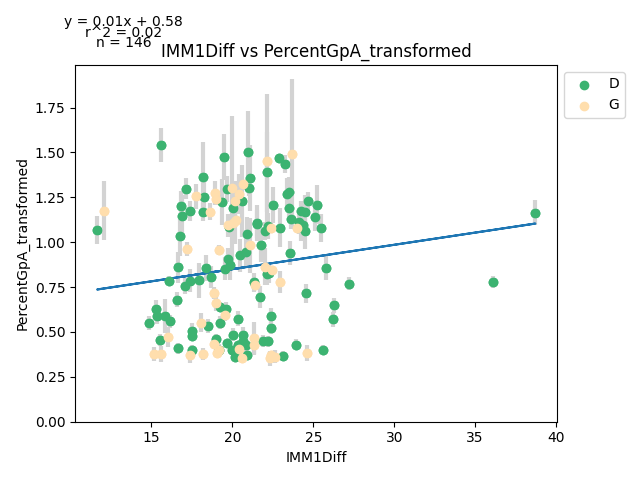 y = 0.01x + 0.58
r^2 = 0.02
n = 146
IMM1Diff vs PercentGpA_transformed
D
G
PercentGpA_transformed
1.75
1.50
1.25
1.00
0.75
0.50
0.25
0.00
15
20
25
30
35
40
IMM1Diff